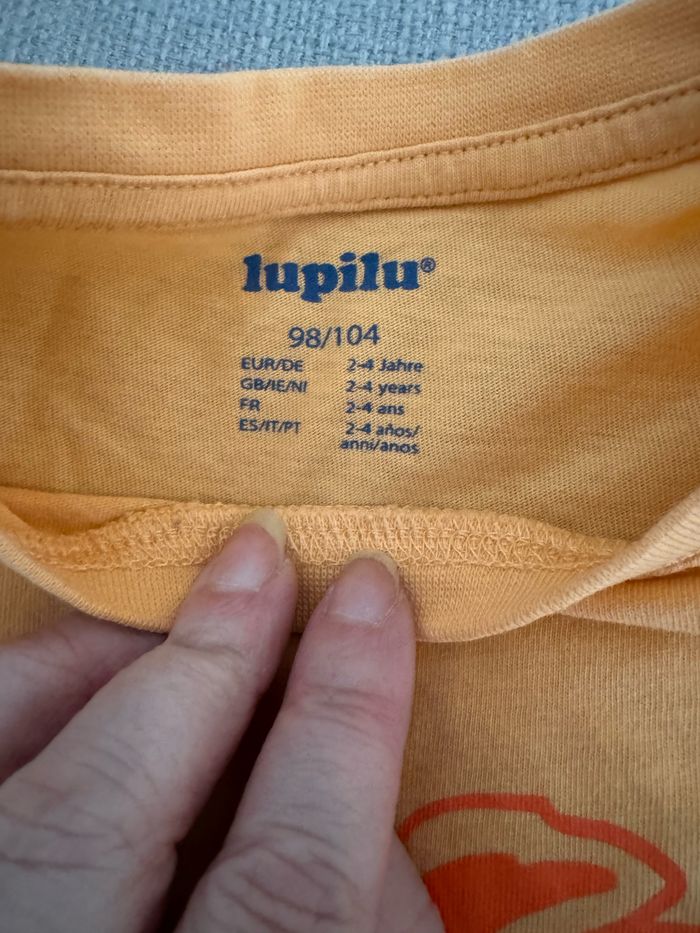 lupilu®
98/104
EUR/DE 2-4 Jahre
GB/IE/NI 2-4 years
FR 2-4 ans
ES/IT/PT 2-4 años/
anni/anos